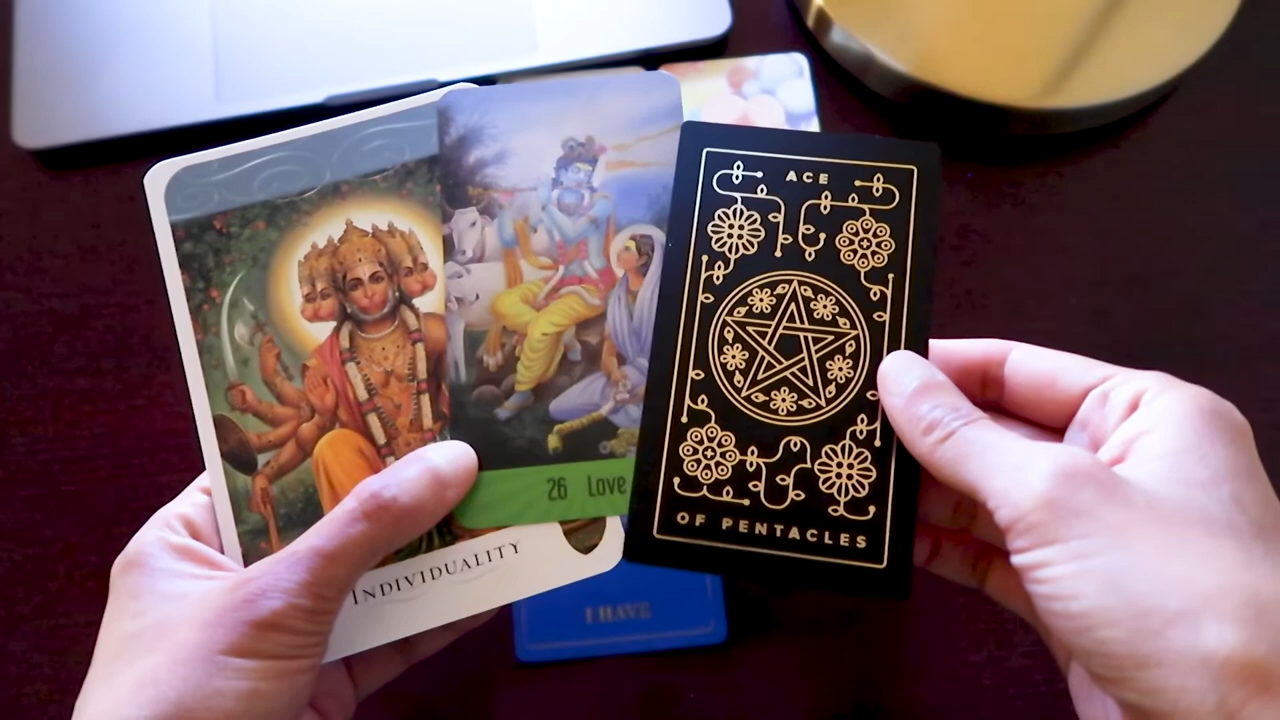 INDIVIDUALITY
26 Love
ACE
OF PENTACLES
I HAVE